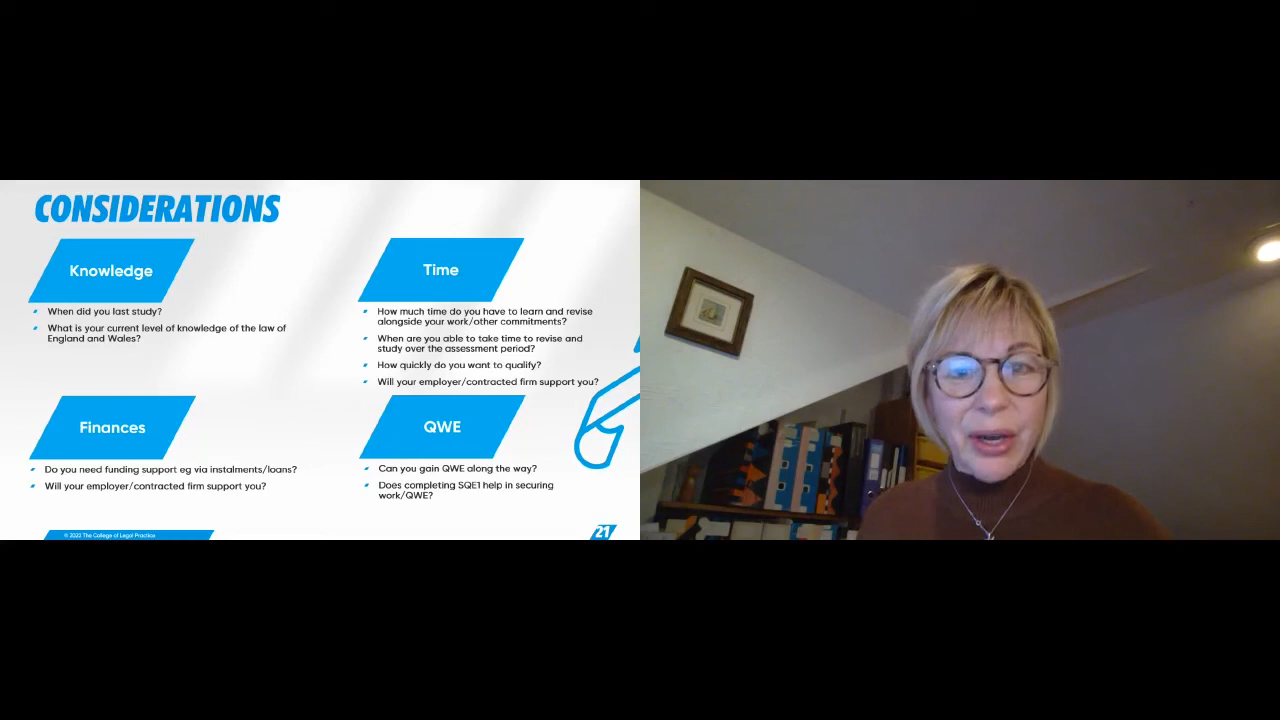 CONSIDERATIONS
Knowledge
When did you last study?
What is your current level of knowledge of the law of
England and Wales?
Time
How much time do you have to learn and revise
alongside your work/other commitments?
When are you able to take time to revise and
study over the assessment period?
How quickly do you want to qualify?
Will your employer/contracted firm support you?
Finances
Do you need funding support eg via instalments/loans?
Will your employer/contracted firm support you?
QWE
Can you gain QWE along the way?
Does completing SQE1 help in securing
work/QWE?
© 2022 The College of Legal Practice
21